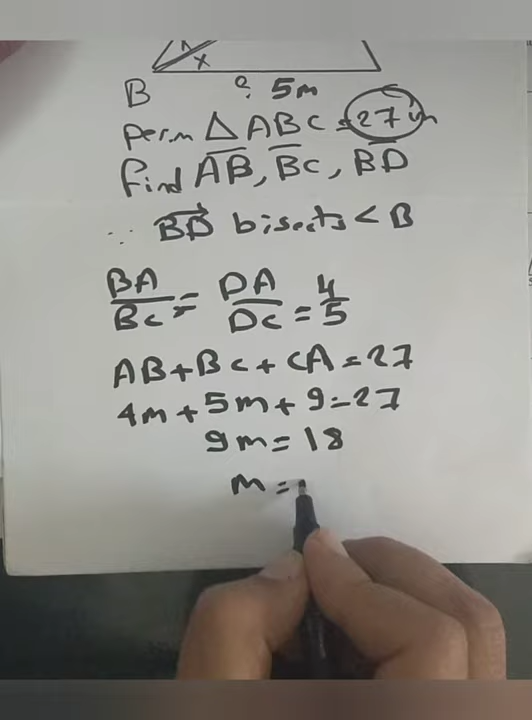 x
B ? 5m
Perm △ABC = 27 cm
find AB, BC, BD
∵ BD bisects < B
BA/BC = DA/DC = 4/5
AB + BC + CA = 27
4m + 5m + 9 = 27
9m = 18
m =